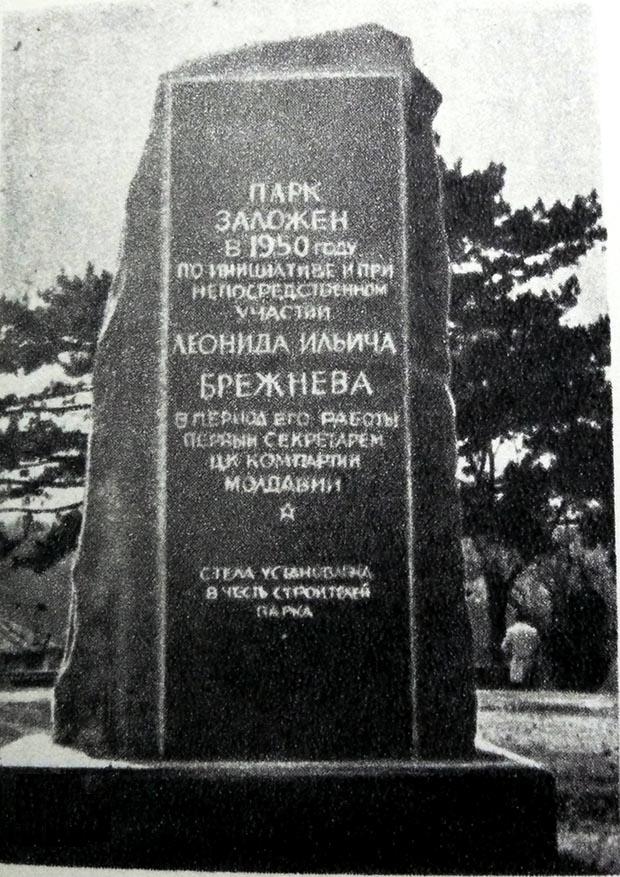 ПАРК
ЗАЛОЖЕН
В 1950 ГОДУ
ПО ИНИЦИАТИВЕ И ПРИ
НЕПОСРЕДСТВЕННОМ
УЧАСТИИ
ЛЕОНИДА ИЛЬИЧА
БРЕЖНЕВА
В ПЕРИОД ЕГО РАБОТЫ
ПЕРВЫМ СЕКРЕТАРЕМ
ЦК КОМПАРТИИ
МОЛДАВИИ
СТЕЛА УСТАНОВЛЕНА
В ЧЕСТЬ СТРОИТЕЛЕЙ
ПАРКА